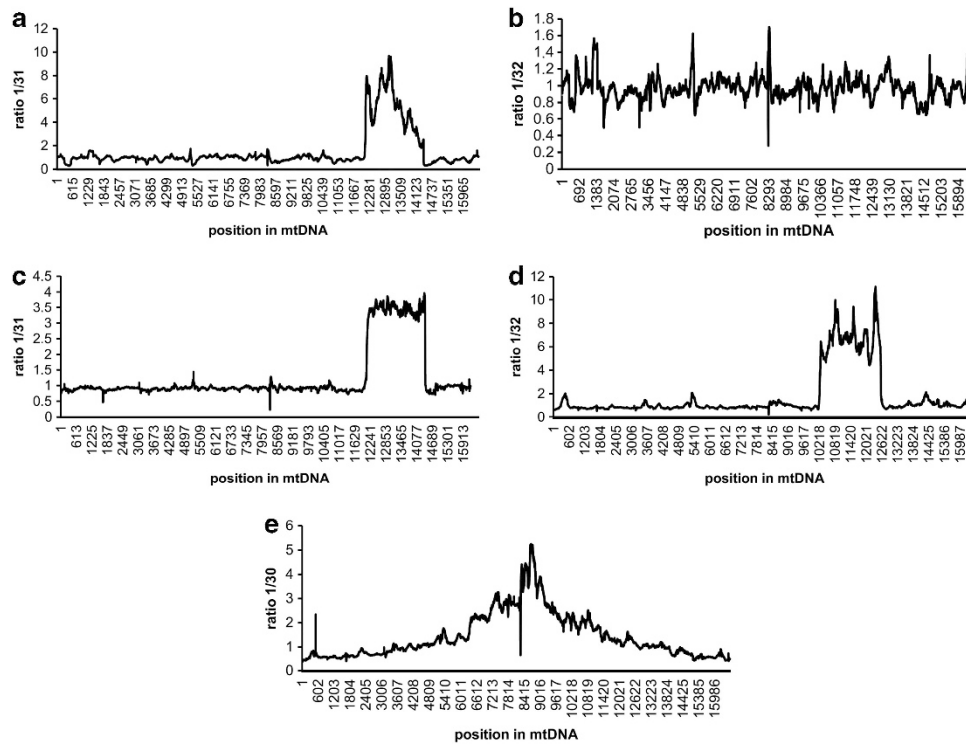 a
12
10
8
6
4
2
0
ratio 1/31
1 615 1229 1843 2457 3071 3685 4299 4913 5527 6141 6755 7369 7983 8597 9211 9825 10439 11053 11667 12281 12895 13509 14123 14737 15351 15965
position in mtDNA
b
1.8
1.6
1.4
1.2
1
0.8
0.6
0.4
0.2
0
ratio 1/32
1 692 1383 2074 2765 3456 4147 4838 5529 6220 6911 7602 8293 8984 9675 10366 11057 11748 12439 13130 13821 14512 15203 15894
position in mtDNA
c
4.5
4
3.5
3
2.5
2
1.5
1
0.5
0
ratio 1/31
1 613 1225 1837 2449 3061 3673 4285 4897 5509 6121 6733 7345 7957 8569 9181 9793 10405 11017 11629 12241 12853 13465 14077 14689 15301 15913
position in mtDNA
d
12
10
8
6
4
2
0
ratio 1/32
1 602 1203 1804 2405 3006 3607 4208 4809 5410 6011 6612 7213 7814 8415 9016 9617 10218 10819 11420 12021 12622 13223 13824 14425 15386 15987
position in mtDNA
e
6
5
4
3
2
1
0
ratio 1/30
1 602 1203 1804 2405 3006 3607 4208 4809 5410 6011 6612 7213 7814 8415 9016 9617 10218 10819 11420 12021 12622 13223 13824 14425 15385 15986
position in mtDNA